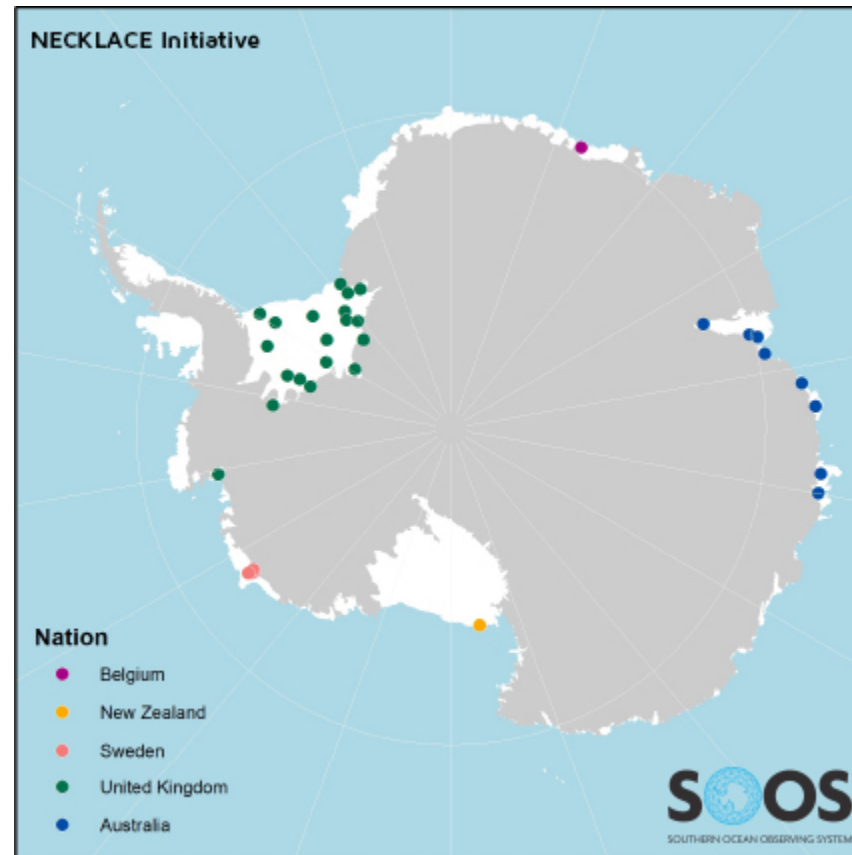 NECKLACE Initiative
Nation
Belgium
New Zealand
Sweden
United Kingdom
Australia
SOOS
SOUTHERN OCEAN OBSERVING SYSTEM